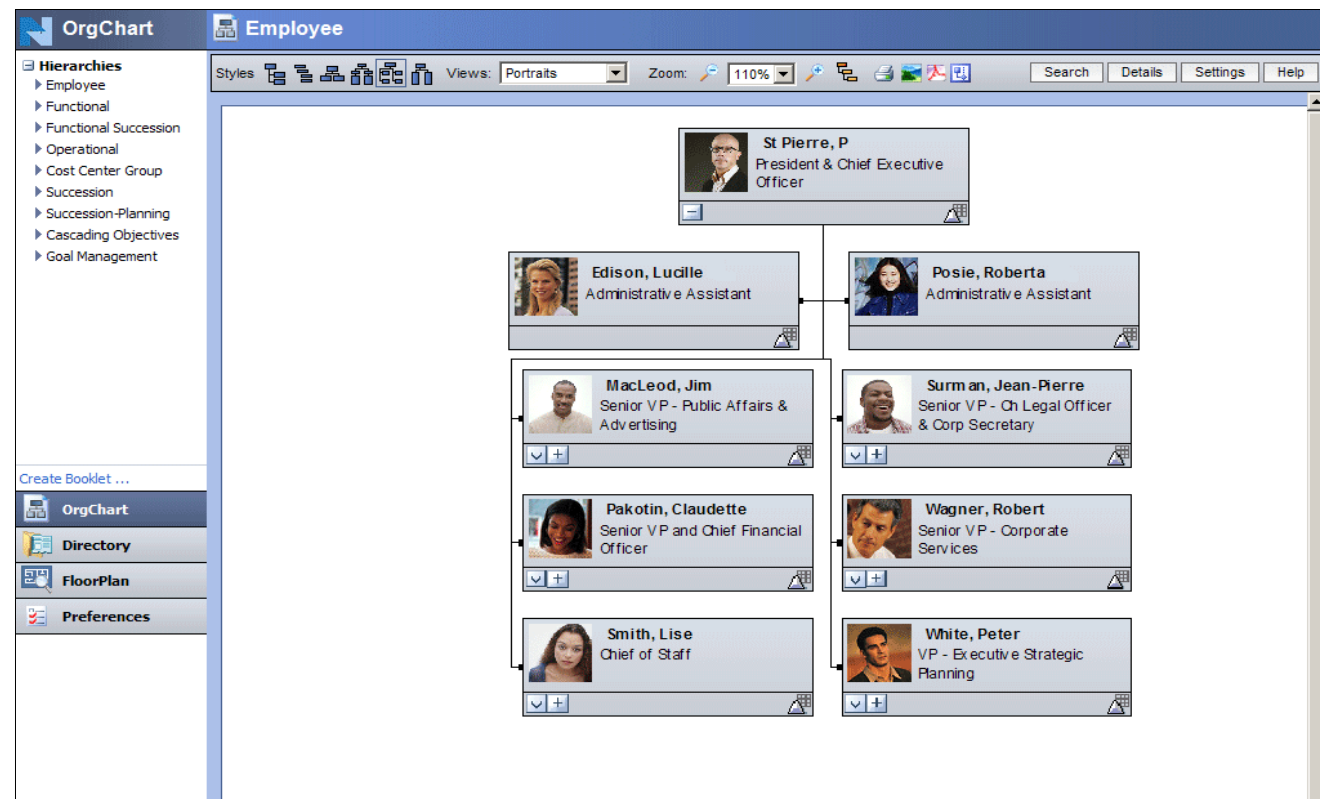 OrgChart
Employee
Hierarchies
Employee
Functional
Functional Succession
Operational
Cost Center Group
Succession
Succession-Planning
Cascading Objectives
Goal Management
Create Booklet ...
OrgChart
Directory
FloorPlan
Preferences
Styles
Views: Portraits
Zoom: 110%
Search Details Settings Help
St Pierre, P
President & Chief Executive
Officer
Edison, Lucille
Administrative Assistant
Posie, Roberta
Administrative Assistant
MacLeod, Jim
Senior VP - Public Affairs &
Advertising
Surman, Jean-Pierre
Senior VP - Ch Legal Officer
& Corp Secretary
Pakotin, Claudette
Senior VP and Chief Financial
Officer
Wagner, Robert
Senior VP - Corporate
Services
Smith, Lise
Chief of Staff
White, Peter
VP - Executive Strategic
Planning